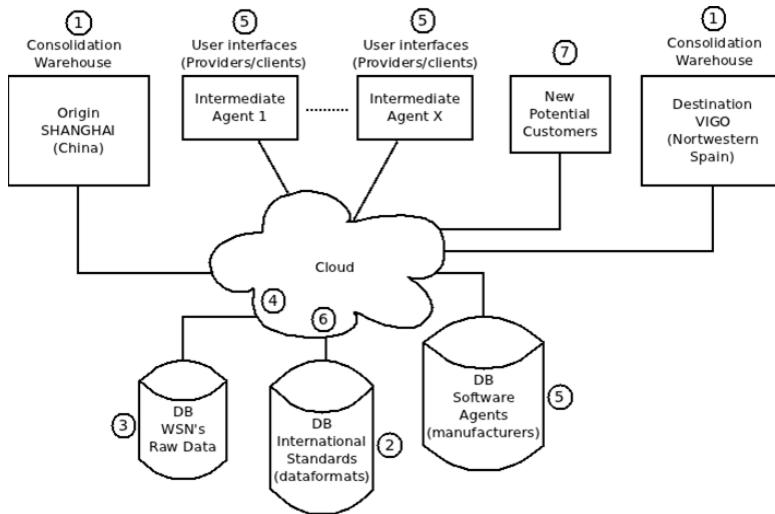 1
Consolidation
Warehouse
Origin
SHANGHAI
(China)
5
User interfaces
(Providers/clients)
Intermediate
Agent 1
5
User interfaces
(Providers/clients)
Intermediate
Agent X
7
New
Potential
Customers
1
Consolidation
Warehouse
Destination
VIGO
(Nortwestern
Spain)
Cloud
4
6
3
DB
WSN's
Raw Data
DB
International
Standards
(dataformats)
2
DB
Software
Agents
(manufacturers)
5